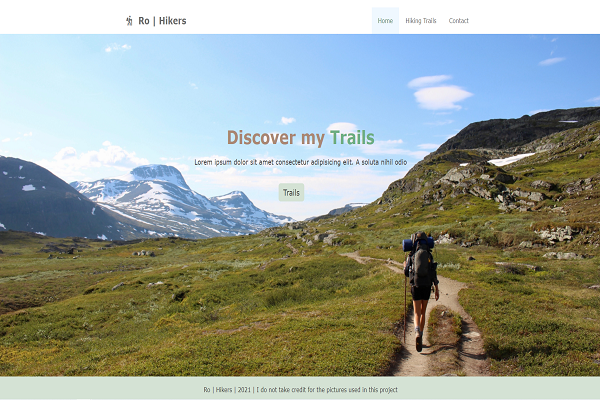 Ro | Hikers
Home Hiking Trails Contact
Discover my Trails
Lorem ipsum dolor sit amet consectetur adipisicing elit. A soluta nihil odio
Trails
Ro | Hikers | 2021 | I do not take credit for the pictures used in this project